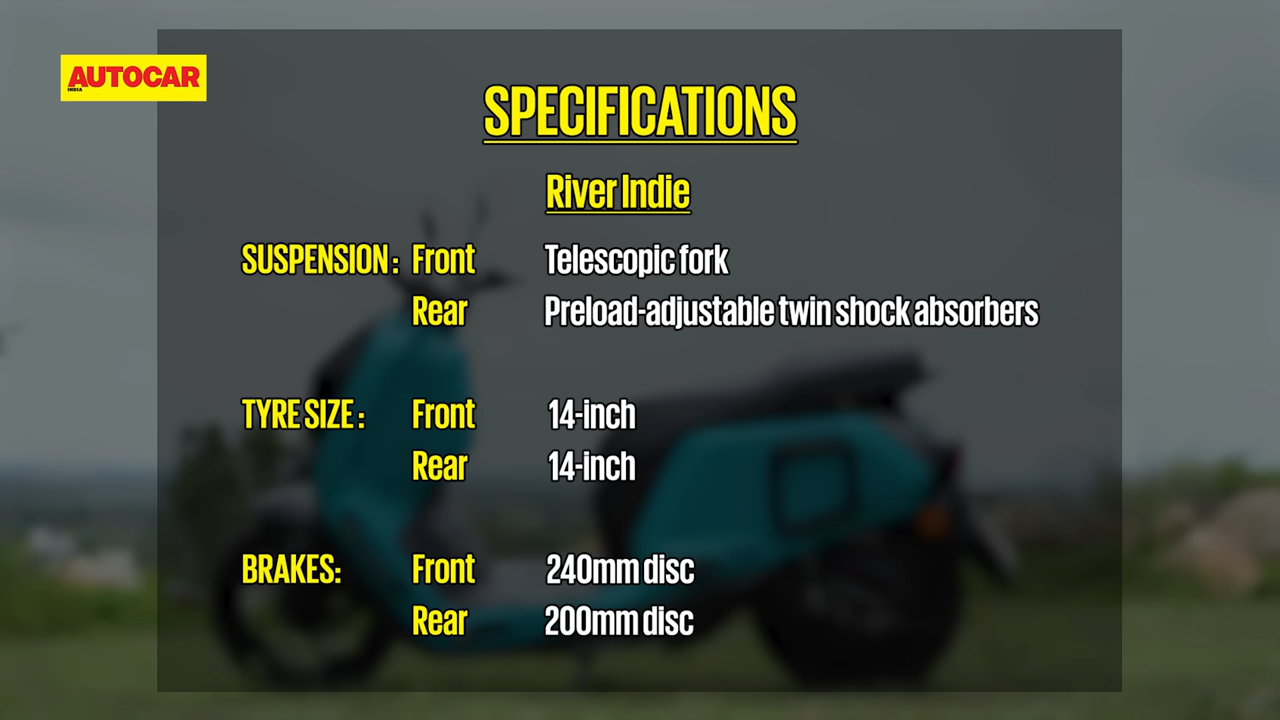 AUTOCAR
INDIA
SPECIFICATIONS
River Indie
SUSPENSION: Front Telescopic fork
Rear Preload-adjustable twin shock absorbers
TYRE SIZE: Front 14-inch
Rear 14-inch
BRAKES: Front 240mm disc
Rear 200mm disc